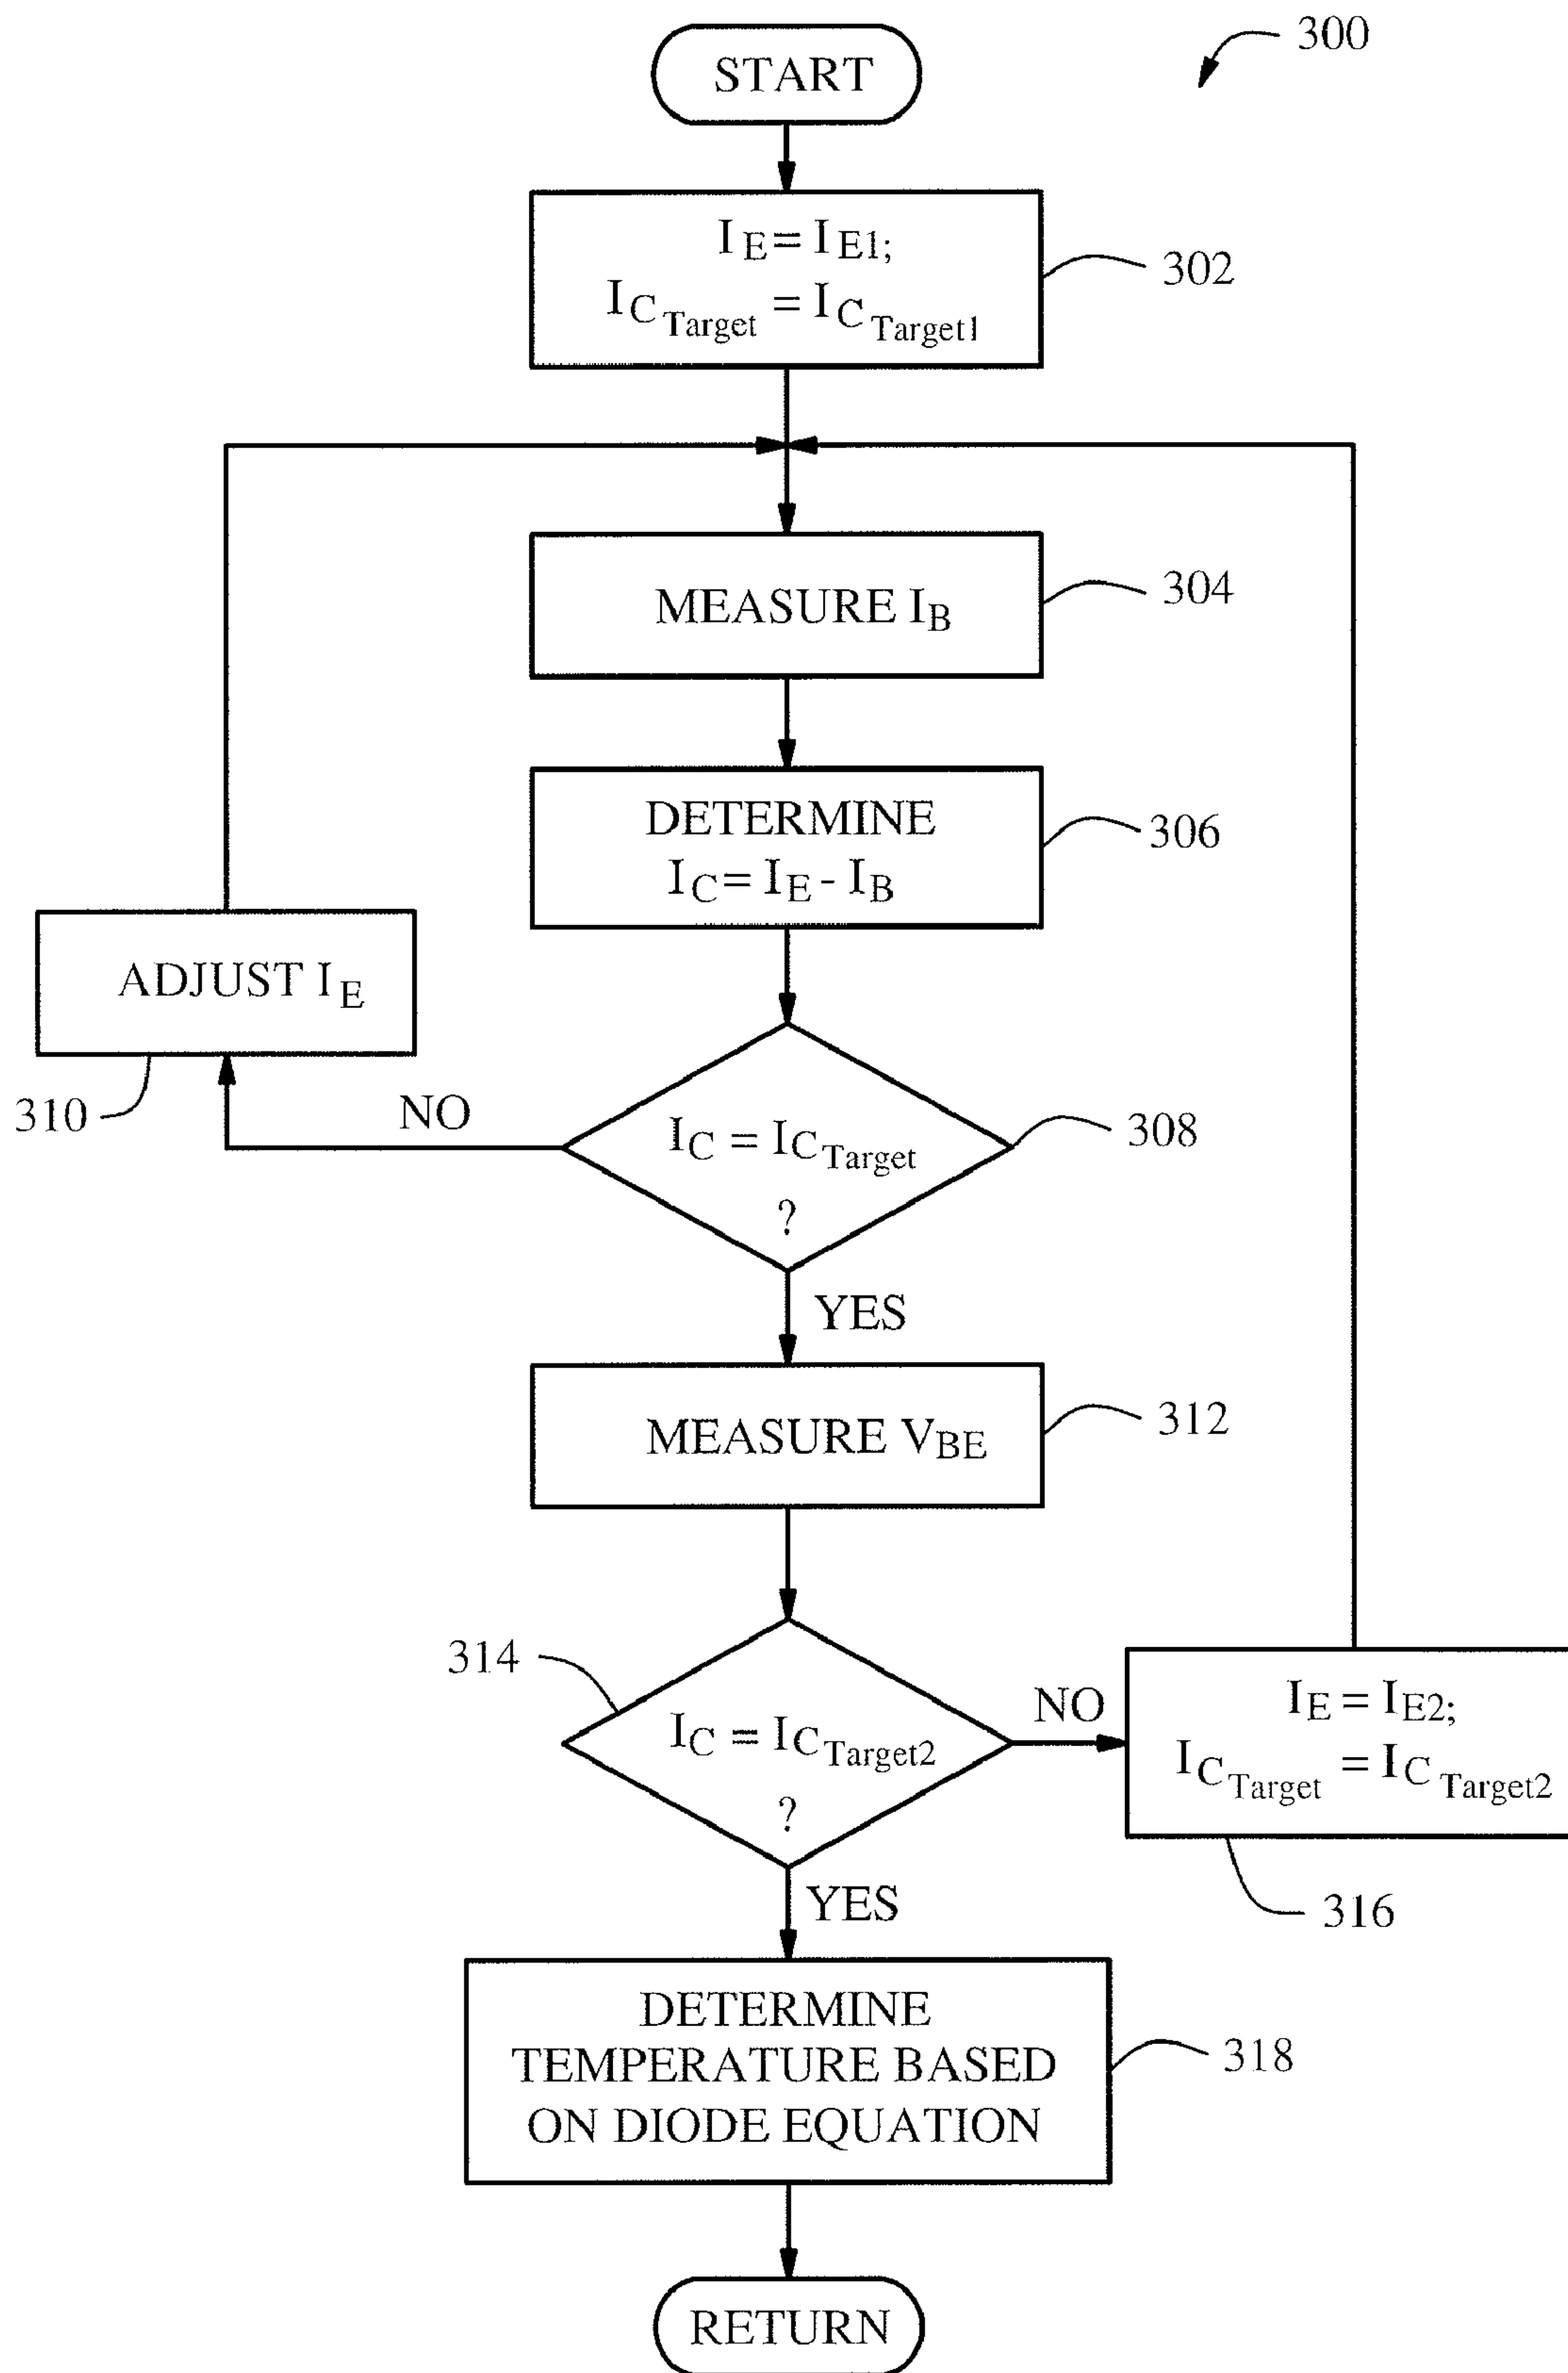 300
START
I E = I E1;
I C Target = I C Target1
302
MEASURE I B
304
DETERMINE
I C = I E - I B
306
ADJUST I E
310
NO
I C = I C Target
?
308
YES
MEASURE V BE
312
314
I C = I C Target2
?
NO
I E = I E2;
I C Target = I C Target2
316
YES
DETERMINE
TEMPERATURE BASED
ON DIODE EQUATION
318
RETURN